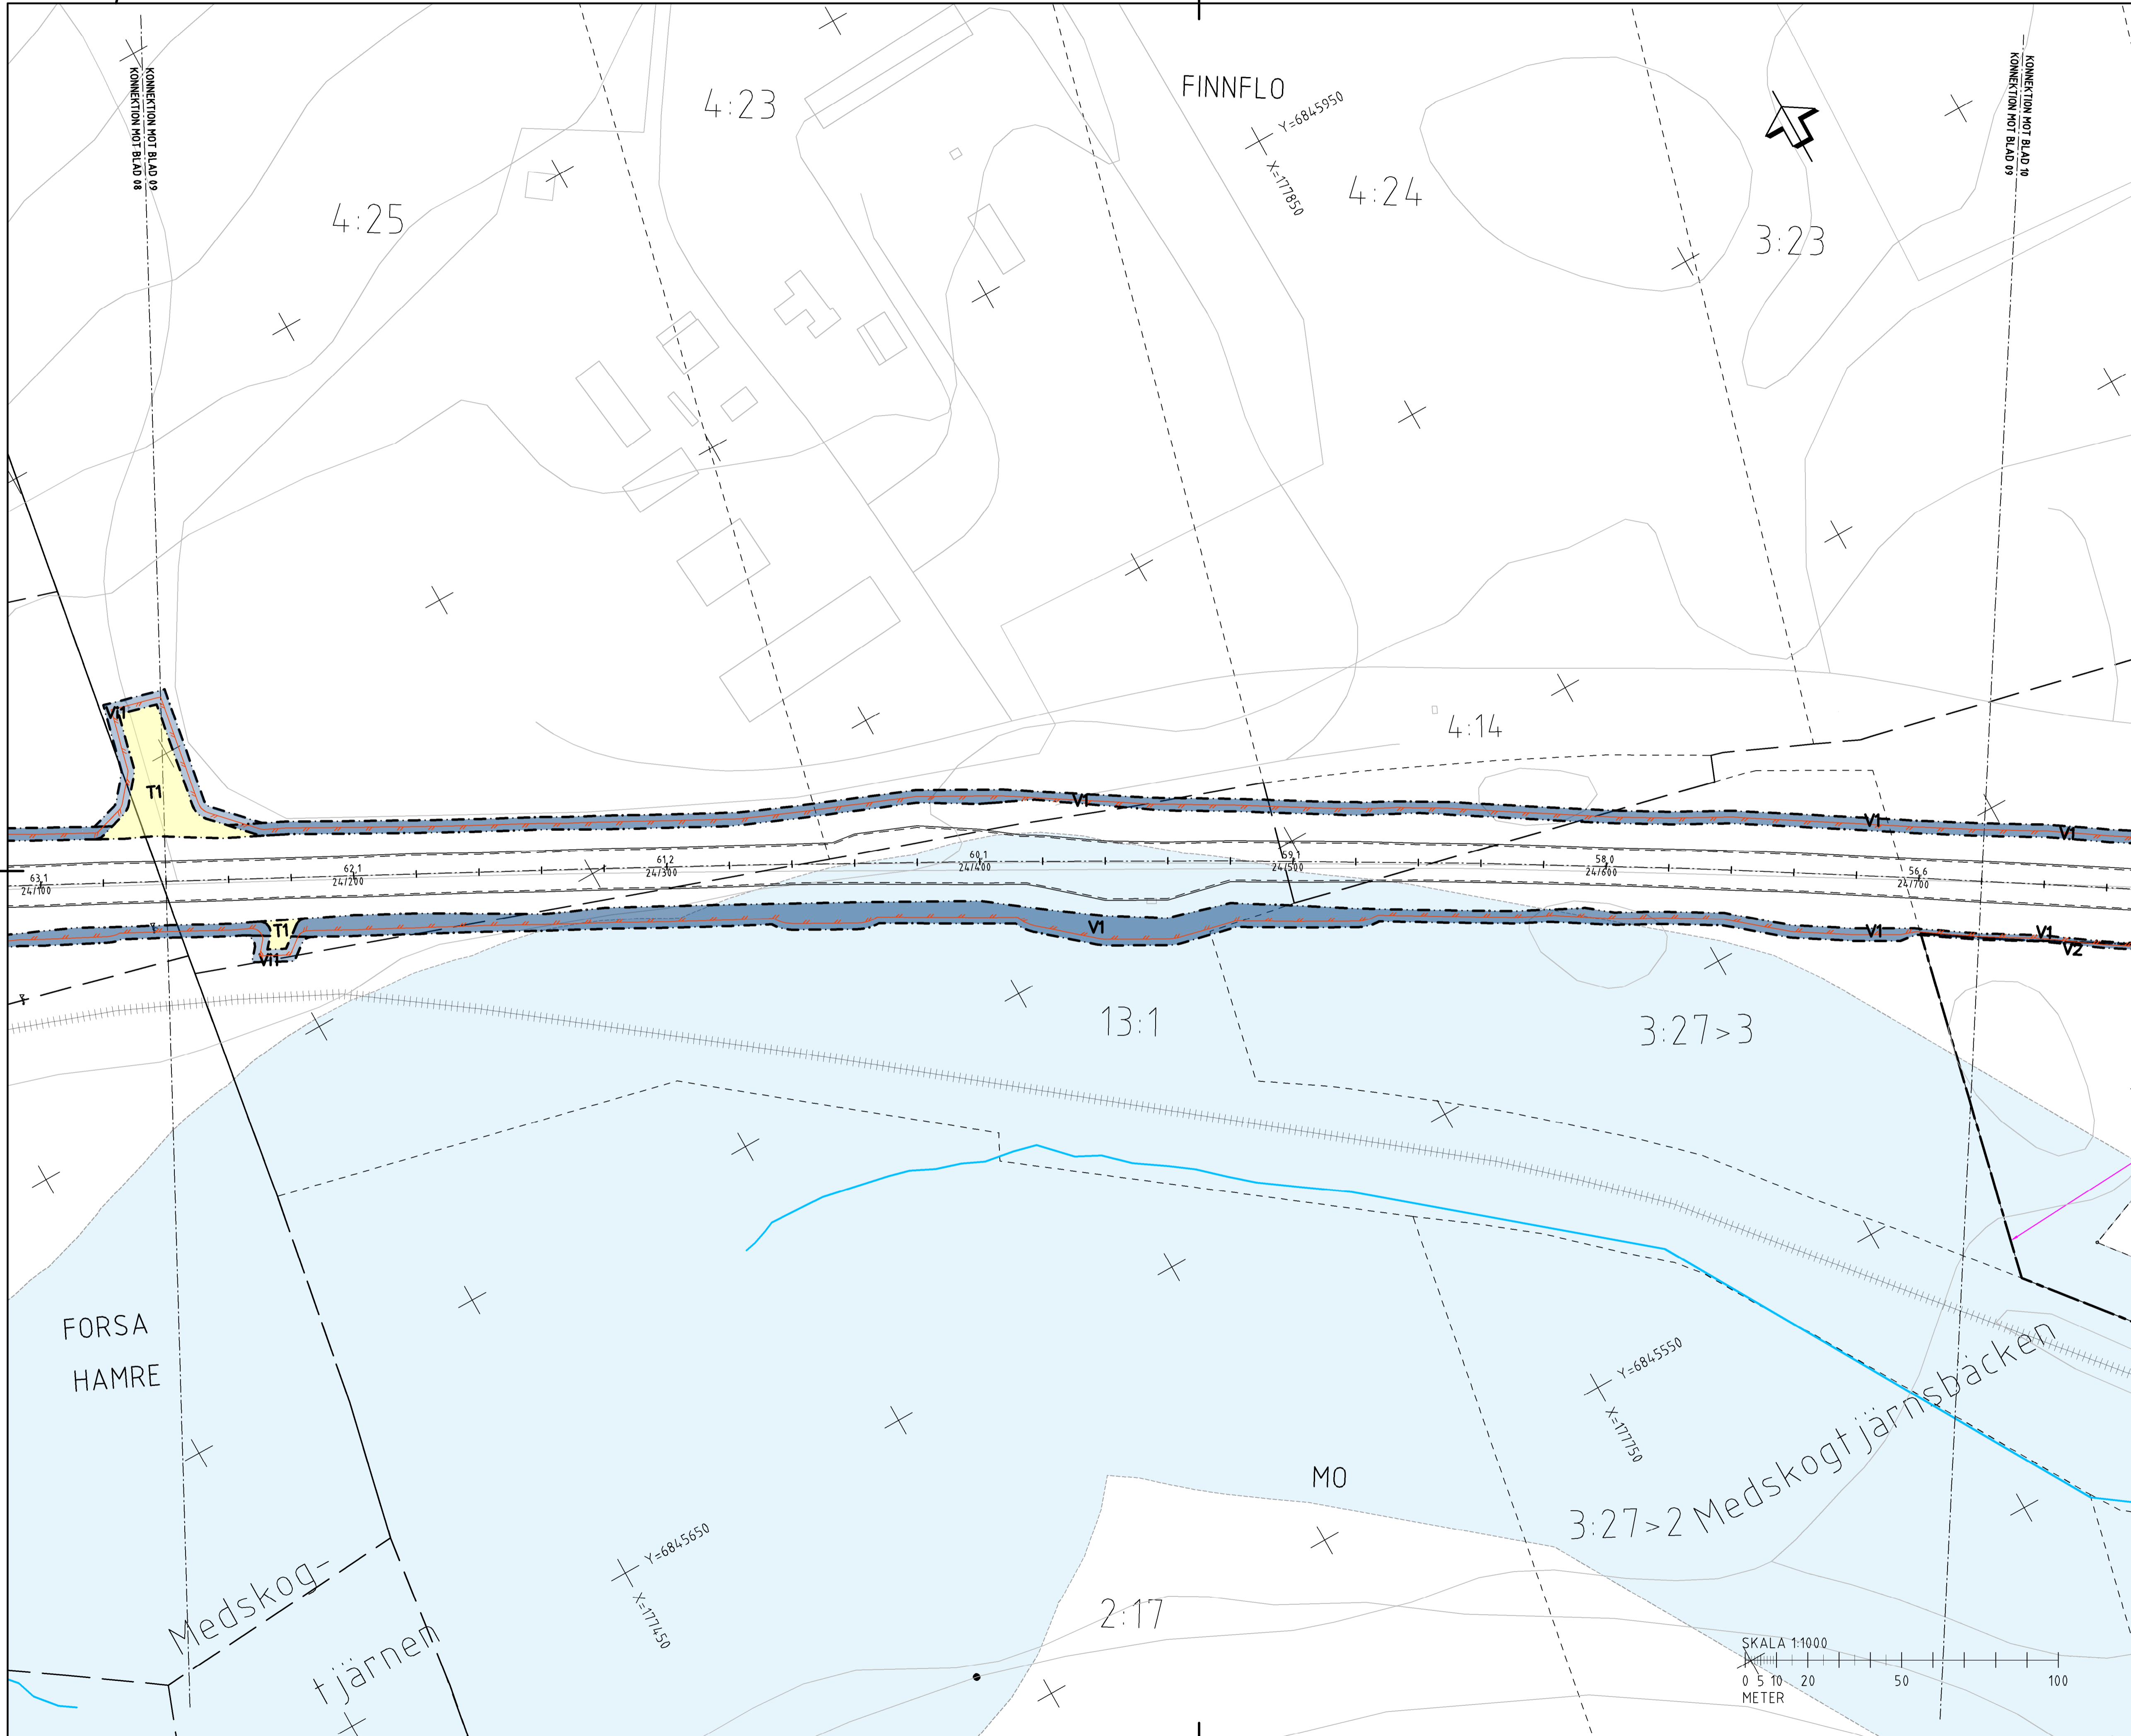 KONNEKTION MOT BLAD 09
KONNEKTION MOT BLAD 08
4:23
FINNFLO
Y=6845950
X=177850
KONNEKTION MOT BLAD 10
KONNEKTION MOT BLAD 09
4:25
4:24
3:23
Vi1
T1
4:14
V1
V1
V1
63,1
24/100
62,1
24/200
61,2
24/300
60,1
24/400
59,1
24/500
58,0
24/600
56,6
24/700
T1
Vi1
V1
V1
V1
V2
13:1
3:27>3
FORSA
HAMRE
Y=6845550
X=177750
MO
3:27>2
Medskogtjärnsbäcken
Y=6845650
X=177450
Medskog-
tjärnen
2:17
SKALA 1:1000
0 5 10 20 50 100
METER